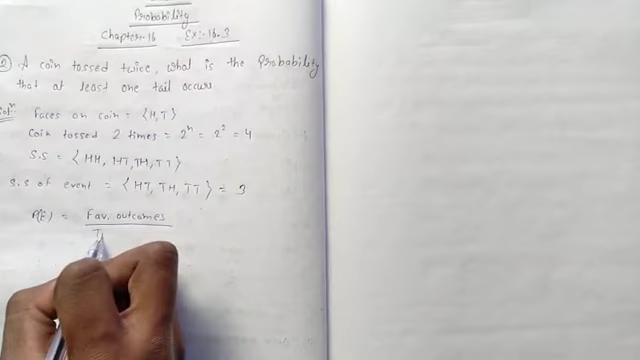 Probability
Chapter:-16 Ex:-16.3
② A coin tossed twice, what is the Probability
that at least one tail occurs
Solⁿ: Faces on coin = {H, T}
Coin tossed 2 times = 2ⁿ = 2² = 4
S.S = {HH, HT, TH, TT}
S.S of event = {HT, TH, TT} = 3
P(E) = Fav. outcomes
T